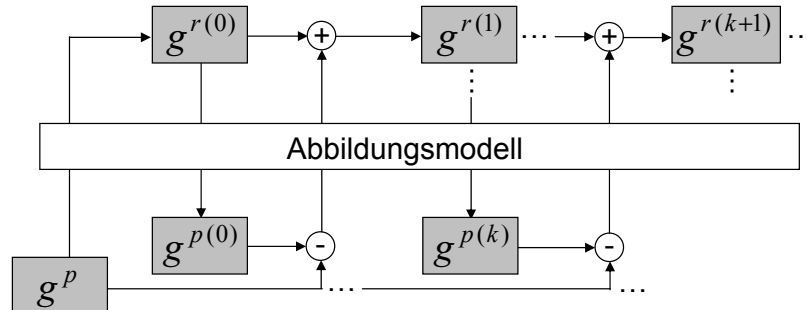 g^{r(0)} + g^{r(1)} ... + g^{r(k+1)} ...
⋮ ⋮
Abbildungsmodell
g^{p(0)} - g^{p(k)} -
g^{p} ... ...